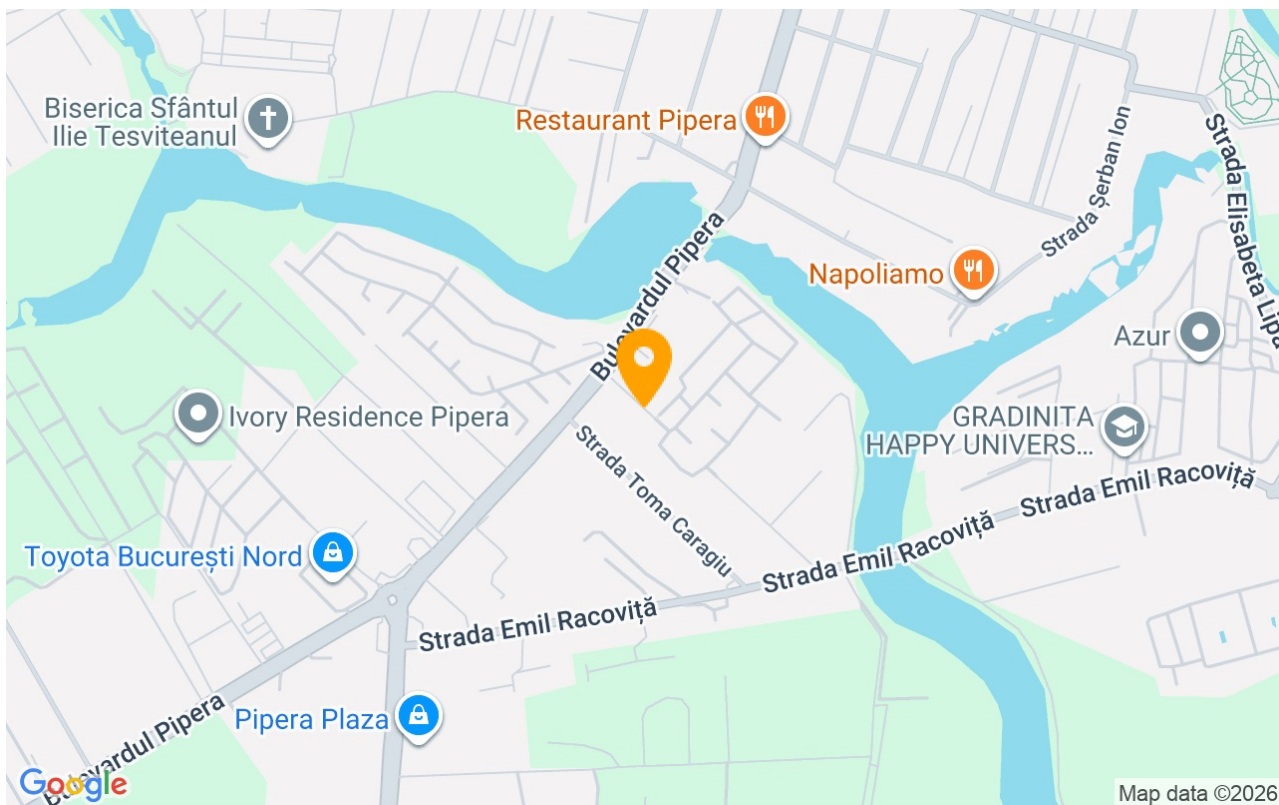 Biserica Sfântul
Ilie Tesviteanul
Restaurant Pipera
Strada Șerban Ion
Strada Elisabeta Lipă
Bulevardul Pipera
Napoliamo
Azur
Ivory Residence Pipera
GRADINITA
HAPPY UNIVERS...
Strada Toma Caragiu
Strada Emil Racoviță
Strada Emil Racoviță
Toyota București Nord
Strada Emil Racoviță
Bulevardul Pipera
Pipera Plaza
Google
Map data ©2026